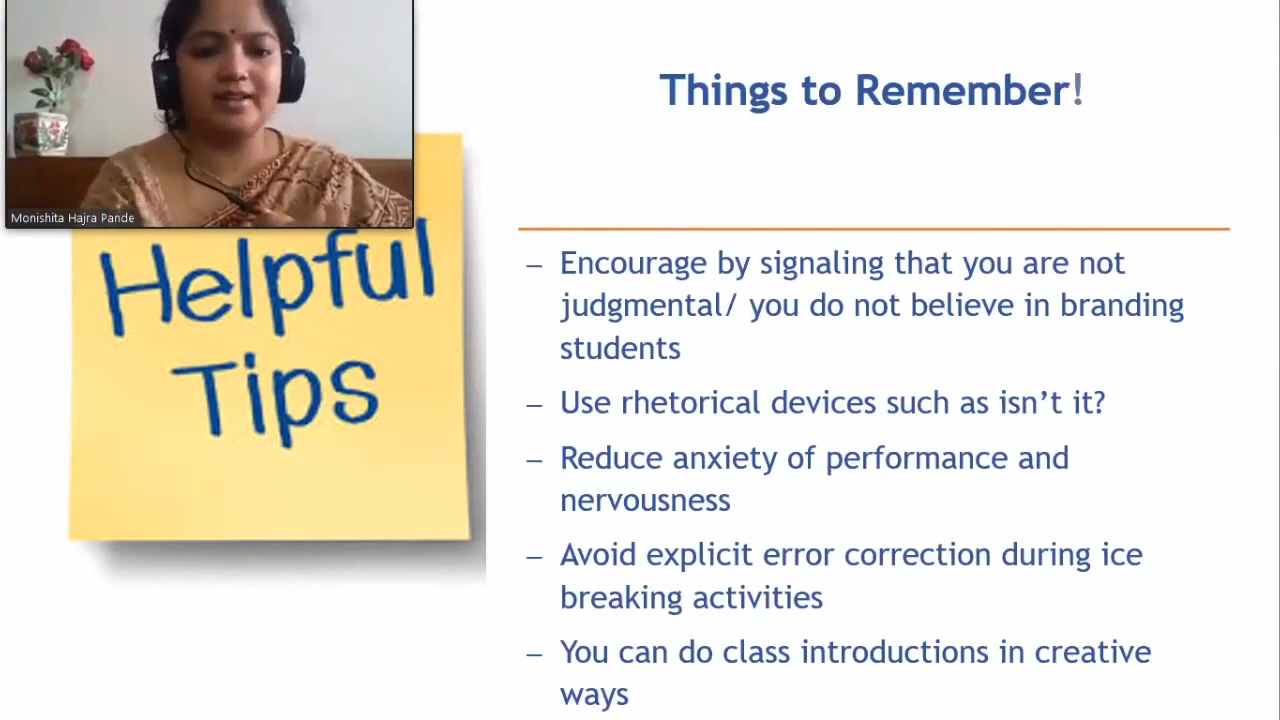 Monishita Hajra Pande
Helpful
Tips
Things to Remember!
– Encourage by signaling that you are not
judgmental/ you do not believe in branding
students
– Use rhetorical devices such as isn’t it?
– Reduce anxiety of performance and
nervousness
– Avoid explicit error correction during ice
breaking activities
– You can do class introductions in creative
ways